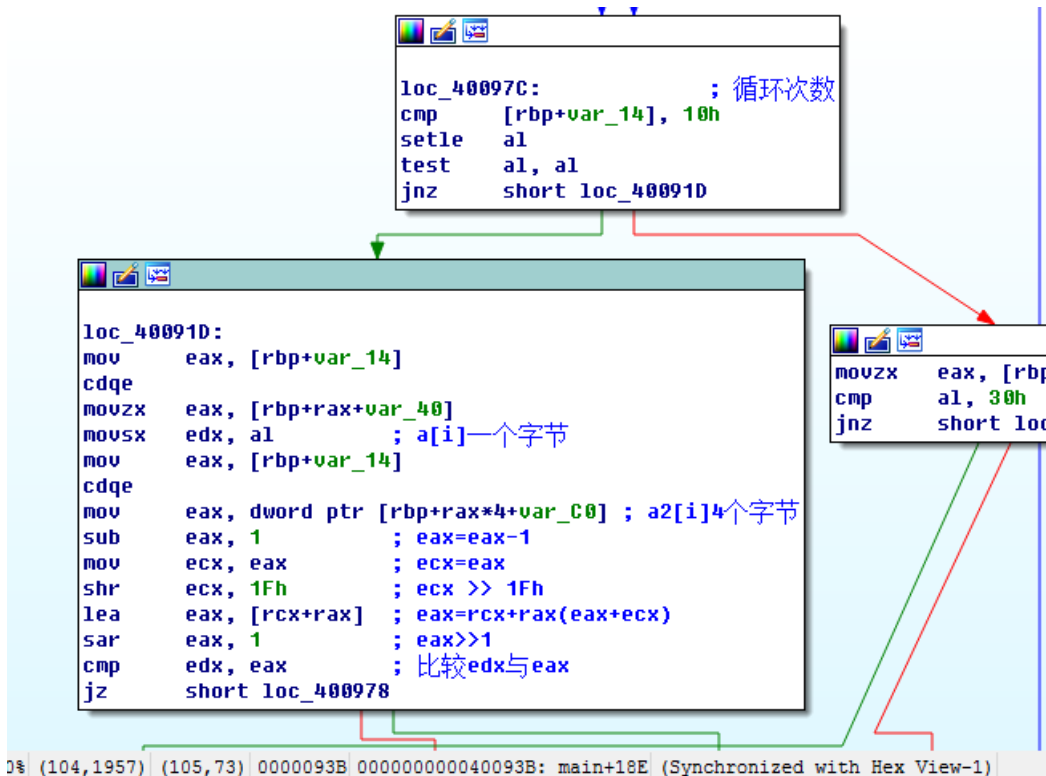 loc_40097C: ; 循环次数
cmp [rbp+var_14], 10h
setle al
test al, al
jnz short loc_40091D
loc_40091D:
mov eax, [rbp+var_14]
cdqe
movzx eax, [rbp+rax+var_40]
movsx edx, al ; a[i]一个字节
mov eax, [rbp+var_14]
cdqe
mov eax, dword ptr [rbp+rax*4+var_C0] ; a2[i]4个字节
sub eax, 1 ; eax=eax-1
mov ecx, eax ; ecx=eax
shr ecx, 1Fh ; ecx >> 1Fh
lea eax, [rcx+rax] ; eax=rcx+rax(eax+ecx)
sar eax, 1 ; eax>>1
cmp edx, eax ; 比较edx与eax
jz short loc_400978
movzx eax, [rbp
cmp al, 30h
jnz short loc
0% (104,1957) (105,73) 0000093B 000000000040093B: main+18E (Synchronized with Hex View-1)